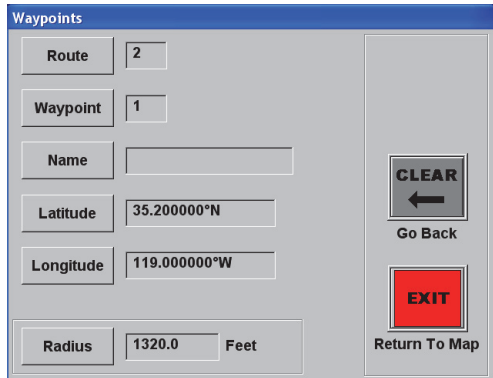 Waypoints
Route 2
Waypoint 1
Name
Latitude 35.200000°N
Longitude 119.000000°W
Radius 1320.0 Feet
CLEAR
Go Back
EXIT
Return To Map